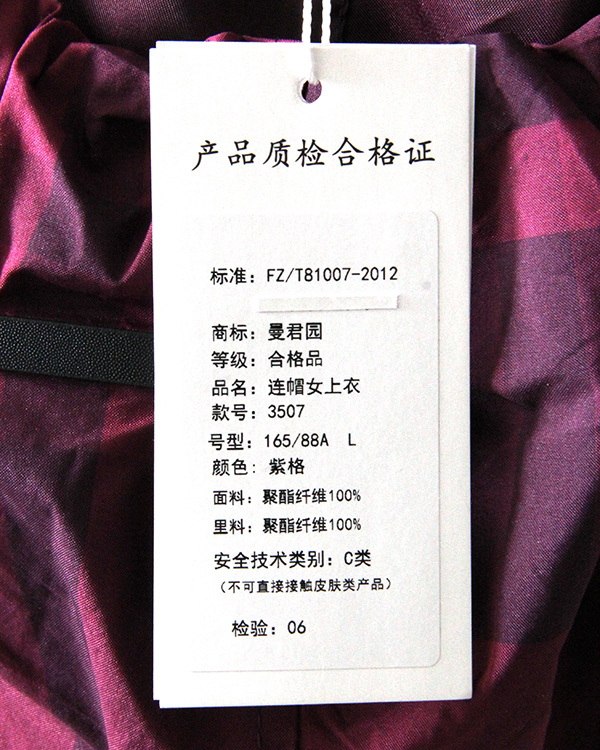 产品质检合格证
标准：FZ/T81007-2012
商标：曼君园
等级：合格品
品名：连帽女上衣
款号：3507
号型：165/88A L
颜色：紫格
面料：聚酯纤维100%
里料：聚酯纤维100%
安全技术类别：C类
（不可直接接触皮肤类产品）
检验：06